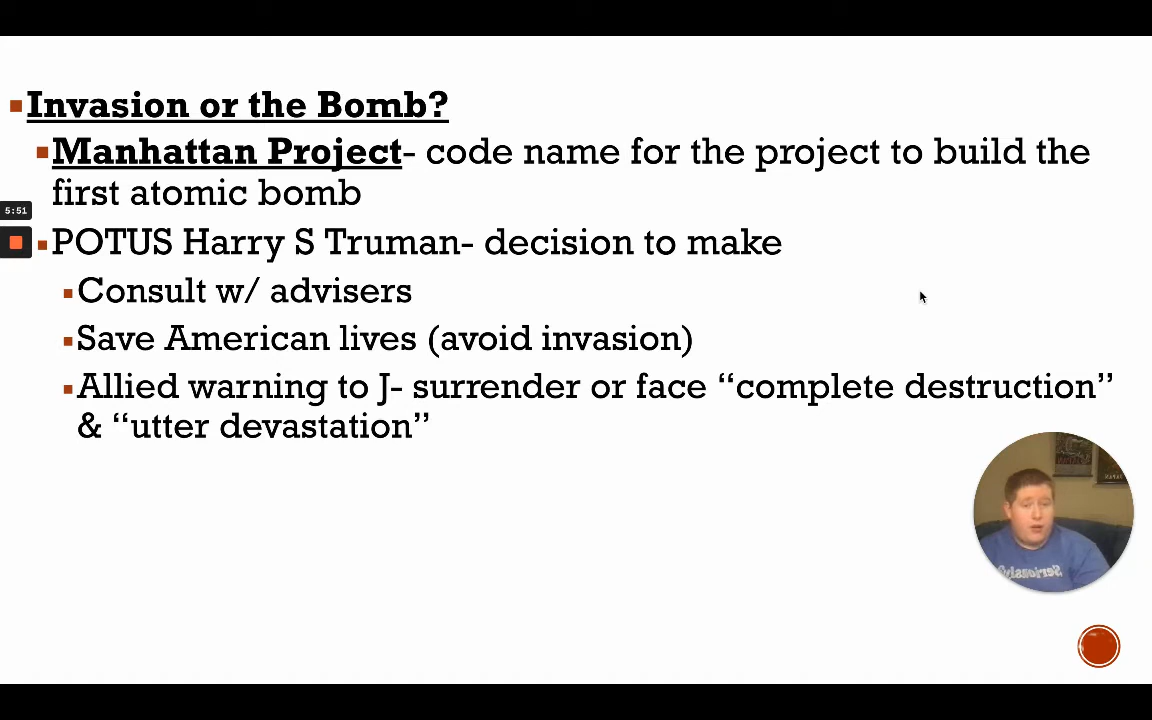 Invasion or the Bomb?
Manhattan Project- code name for the project to build the
first atomic bomb
5:51
POTUS Harry S Truman- decision to make
Consult w/ advisers
Save American lives (avoid invasion)
Allied warning to J- surrender or face “complete destruction”
& “utter devastation”
Seriously?